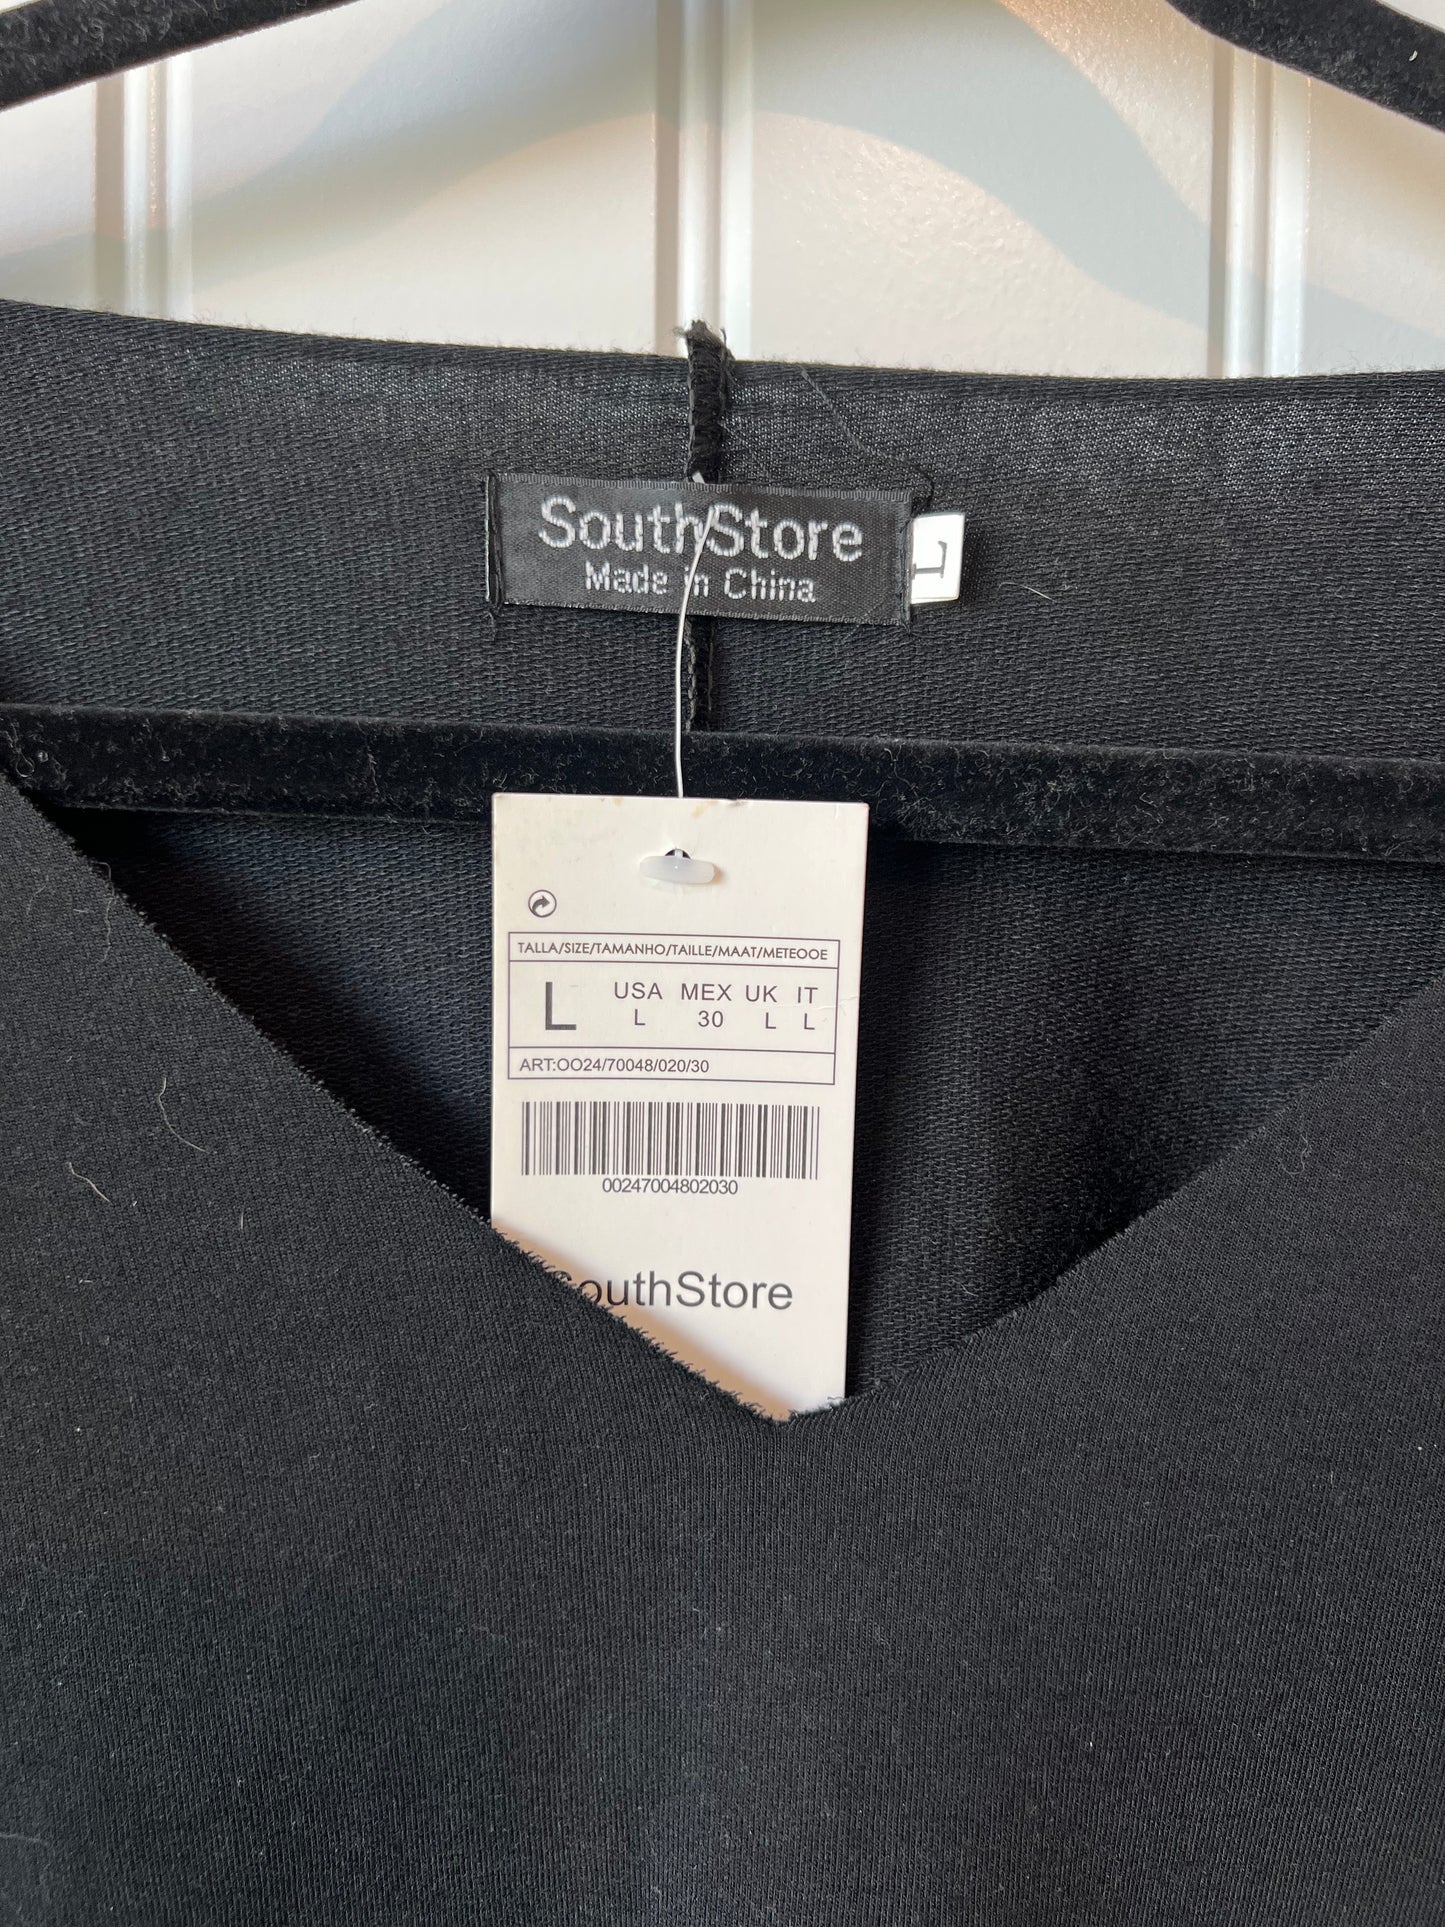 SouthStore
Made in China
L
TALLA/SIZE/TAMANHO/TAILLE/MAAT/METEOOE
L USA MEX UK IT
L 30 L L
ART:OO24/70048/020/30
00247004802030
SouthStore